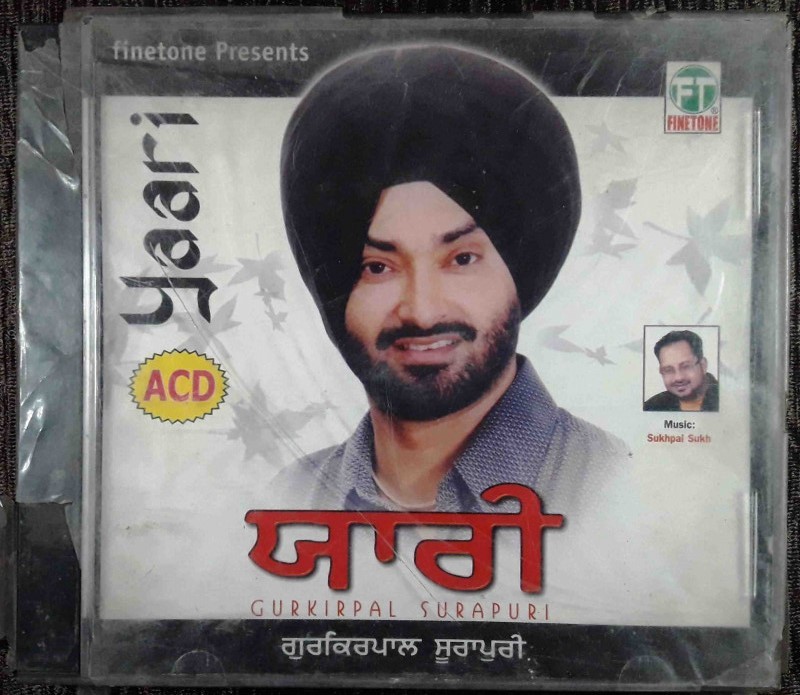 finetone Presents
FT
®
FINETONE
Yaari
ACD
Music:
Sukhpal Sukh
ਯਾਰੀ
GURKIRPAL SURAPURI
ਗੁਰਕਿਰਪਾਲ ਸੂਰਾਪੁਰੀ